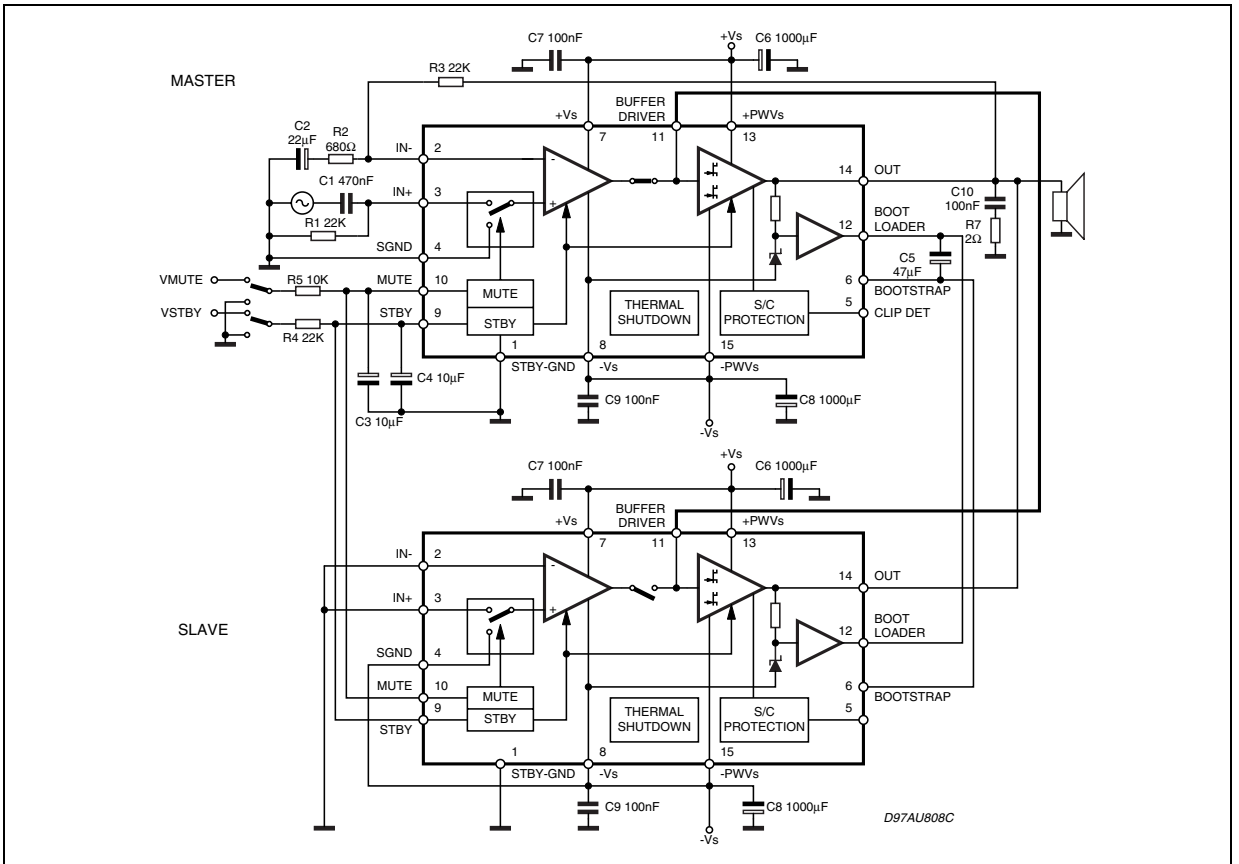 C7 100nF
+Vs
C6 1000µF
MASTER
R3 22K
BUFFER
DRIVER
+Vs
7
11
+PWVs
13
C2
22µF
R2
680Ω
IN-
2
-
14
OUT
C1 470nF
IN+
3
+
C10
100nF
R1 22K
R7
2Ω
SGND
4
12
BOOT
LOADER
C5
47µF
VMUTE
R5 10K
MUTE
10
MUTE
6
BOOTSTRAP
VSTBY
R4 22K
STBY
9
STBY
THERMAL
SHUTDOWN
S/C
PROTECTION
5
CLIP DET
1
STBY-GND
8
-Vs
15
-PWVs
C4 10µF
C3 10µF
C9 100nF
C8 1000µF
-Vs
+Vs
C7 100nF
C6 1000µF
BUFFER
DRIVER
+Vs
7
11
+PWVs
13
IN-
2
-
14
OUT
IN+
3
+
SLAVE
12
BOOT
LOADER
SGND
4
MUTE
10
MUTE
6
BOOTSTRAP
9
STBY
STBY
THERMAL
SHUTDOWN
S/C
PROTECTION
5
1
STBY-GND
8
-Vs
15
-PWVs
C9 100nF
C8 1000µF
D97AU808C
-Vs